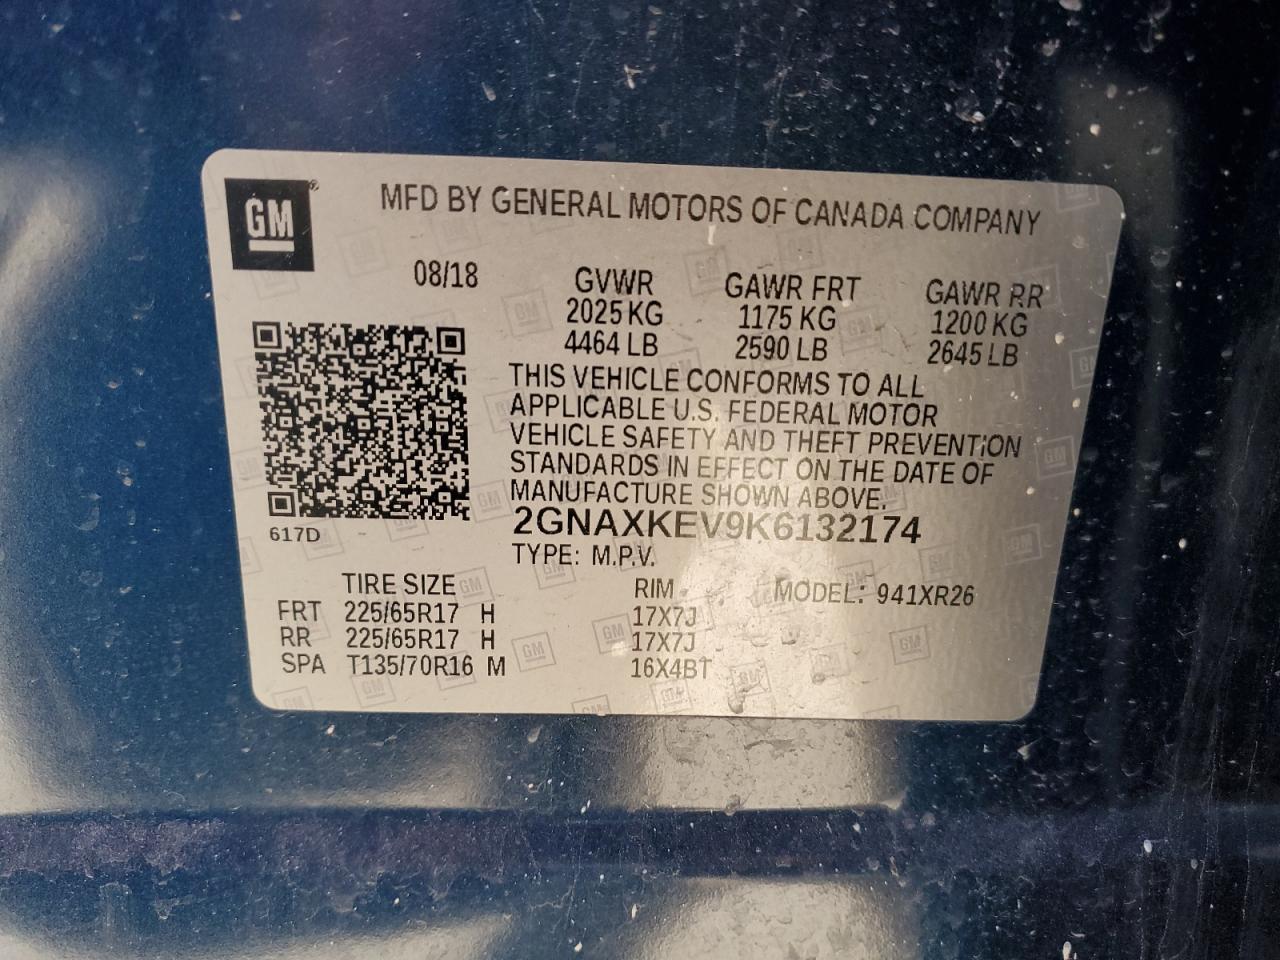 GM ®
MFD BY GENERAL MOTORS OF CANADA COMPANY
08/18 GVWR GAWR FRT GAWR RR
2025 KG 1175 KG 1200 KG
4464 LB 2590 LB 2645 LB
THIS VEHICLE CONFORMS TO ALL
APPLICABLE U.S. FEDERAL MOTOR
VEHICLE SAFETY AND THEFT PREVENTION
STANDARDS IN EFFECT ON THE DATE OF
MANUFACTURE SHOWN ABOVE.
2GNAXKEV9K6132174
617D
TYPE: M.P.V.
TIRE SIZE RIM MODEL: 941XR26
FRT 225/65R17 H 17X7J
RR 225/65R17 H 17X7J
SPA T135/70R16 M 16X4BT